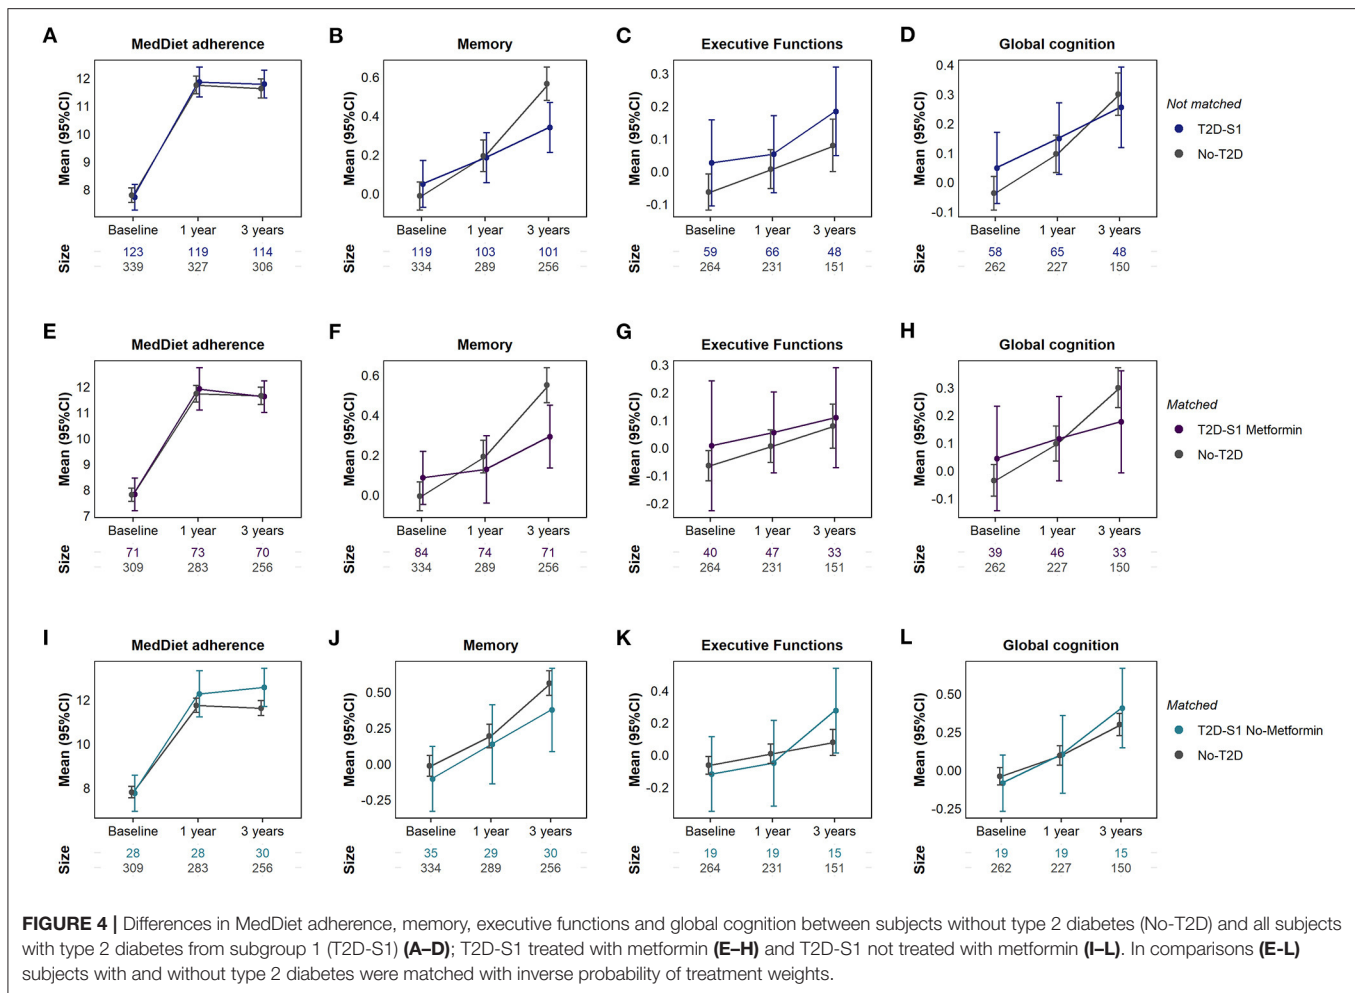 A MedDiet adherence
Mean (95%CI)
12
11
10
9
8
Baseline 1 year 3 years
Size
123 119 114
339 327 306
B Memory
Mean (95%CI)
0.6
0.4
0.2
0.0
Baseline 1 year 3 years
Size
119 103 101
334 289 256
C Executive Functions
Mean (95%CI)
0.3
0.2
0.1
0.0
-0.1
Baseline 1 year 3 years
Size
59 66 48
264 231 151
D Global cognition
Mean (95%CI)
0.4
0.3
0.2
0.1
0.0
-0.1
Baseline 1 year 3 years
Size
58 65 48
262 227 150
Not matched
T2D-S1
No-T2D
E MedDiet adherence
Mean (95%CI)
12
11
10
9
8
7
Baseline 1 year 3 years
Size
71 73 70
309 283 256
F Memory
Mean (95%CI)
0.6
0.4
0.2
0.0
Baseline 1 year 3 years
Size
84 74 71
334 289 256
G Executive Functions
Mean (95%CI)
0.3
0.2
0.1
0.0
-0.1
-0.2
Baseline 1 year 3 years
Size
40 47 33
264 231 151
H Global cognition
Mean (95%CI)
0.3
0.2
0.1
0.0
-0.1
Baseline 1 year 3 years
Size
39 46 33
262 227 150
Matched
T2D-S1 Metformin
No-T2D
I MedDiet adherence
Mean (95%CI)
12
10
8
Baseline 1 year 3 years
Size
28 28 30
309 283 256
J Memory
Mean (95%CI)
0.50
0.25
0.00
-0.25
Baseline 1 year 3 years
Size
35 29 30
334 289 256
K Executive Functions
Mean (95%CI)
0.4
0.2
0.0
-0.2
Baseline 1 year 3 years
Size
19 19 15
264 231 151
L Global cognition
Mean (95%CI)
0.50
0.25
0.00
-0.25
Baseline 1 year 3 years
Size
19 19 15
262 227 150
Matched
T2D-S1 No-Metformin
No-T2D
FIGURE 4 | Differences in MedDiet adherence, memory, executive functions and global cognition between subjects without type 2 diabetes (No-T2D) and all subjects
with type 2 diabetes from subgroup 1 (T2D-S1) (A–D); T2D-S1 treated with metformin (E–H) and T2D-S1 not treated with metformin (I–L). In comparisons (E-L)
subjects with and without type 2 diabetes were matched with inverse probability of treatment weights.